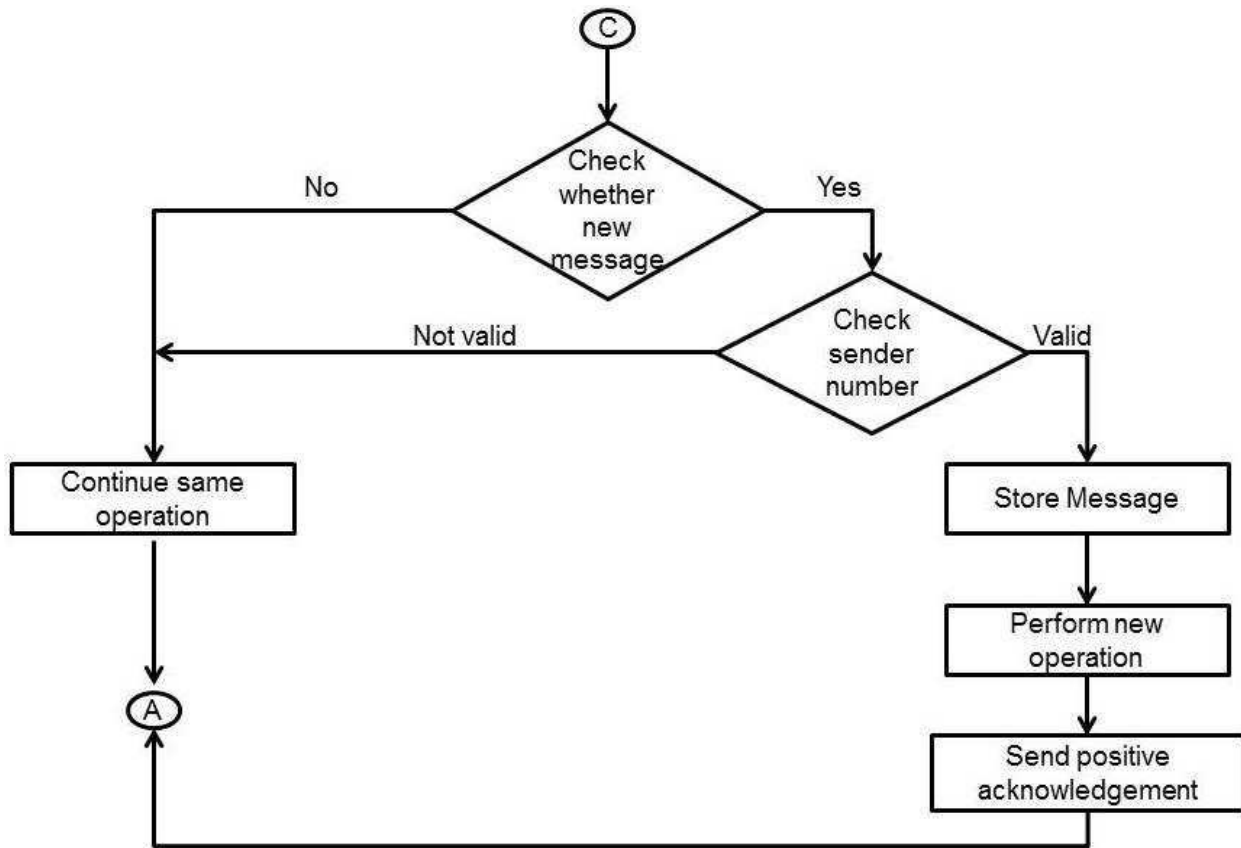 C
Check
whether
new
message
No
Yes
Check
sender
number
Not valid
Valid
Continue same
operation
Store Message
Perform new
operation
A
Send positive
acknowledgement